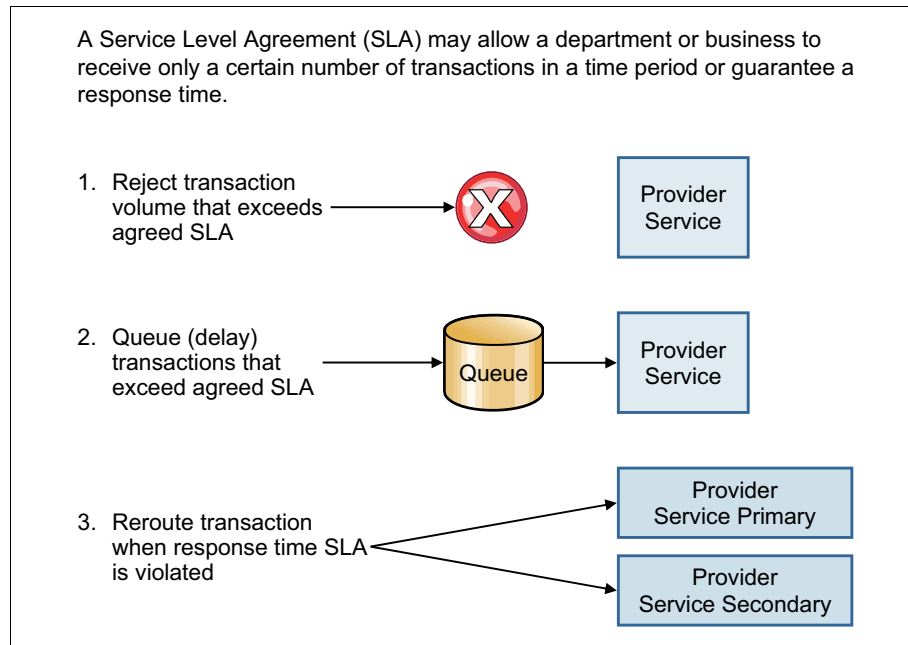 A Service Level Agreement (SLA) may allow a department or business to
receive only a certain number of transactions in a time period or guarantee a
response time.
1. Reject transaction
volume that exceeds
agreed SLA
X
Provider
Service
2. Queue (delay)
transactions that
exceed agreed SLA
Queue
Provider
Service
3. Reroute transaction
when response time SLA
is violated
Provider
Service Primary
Provider
Service Secondary